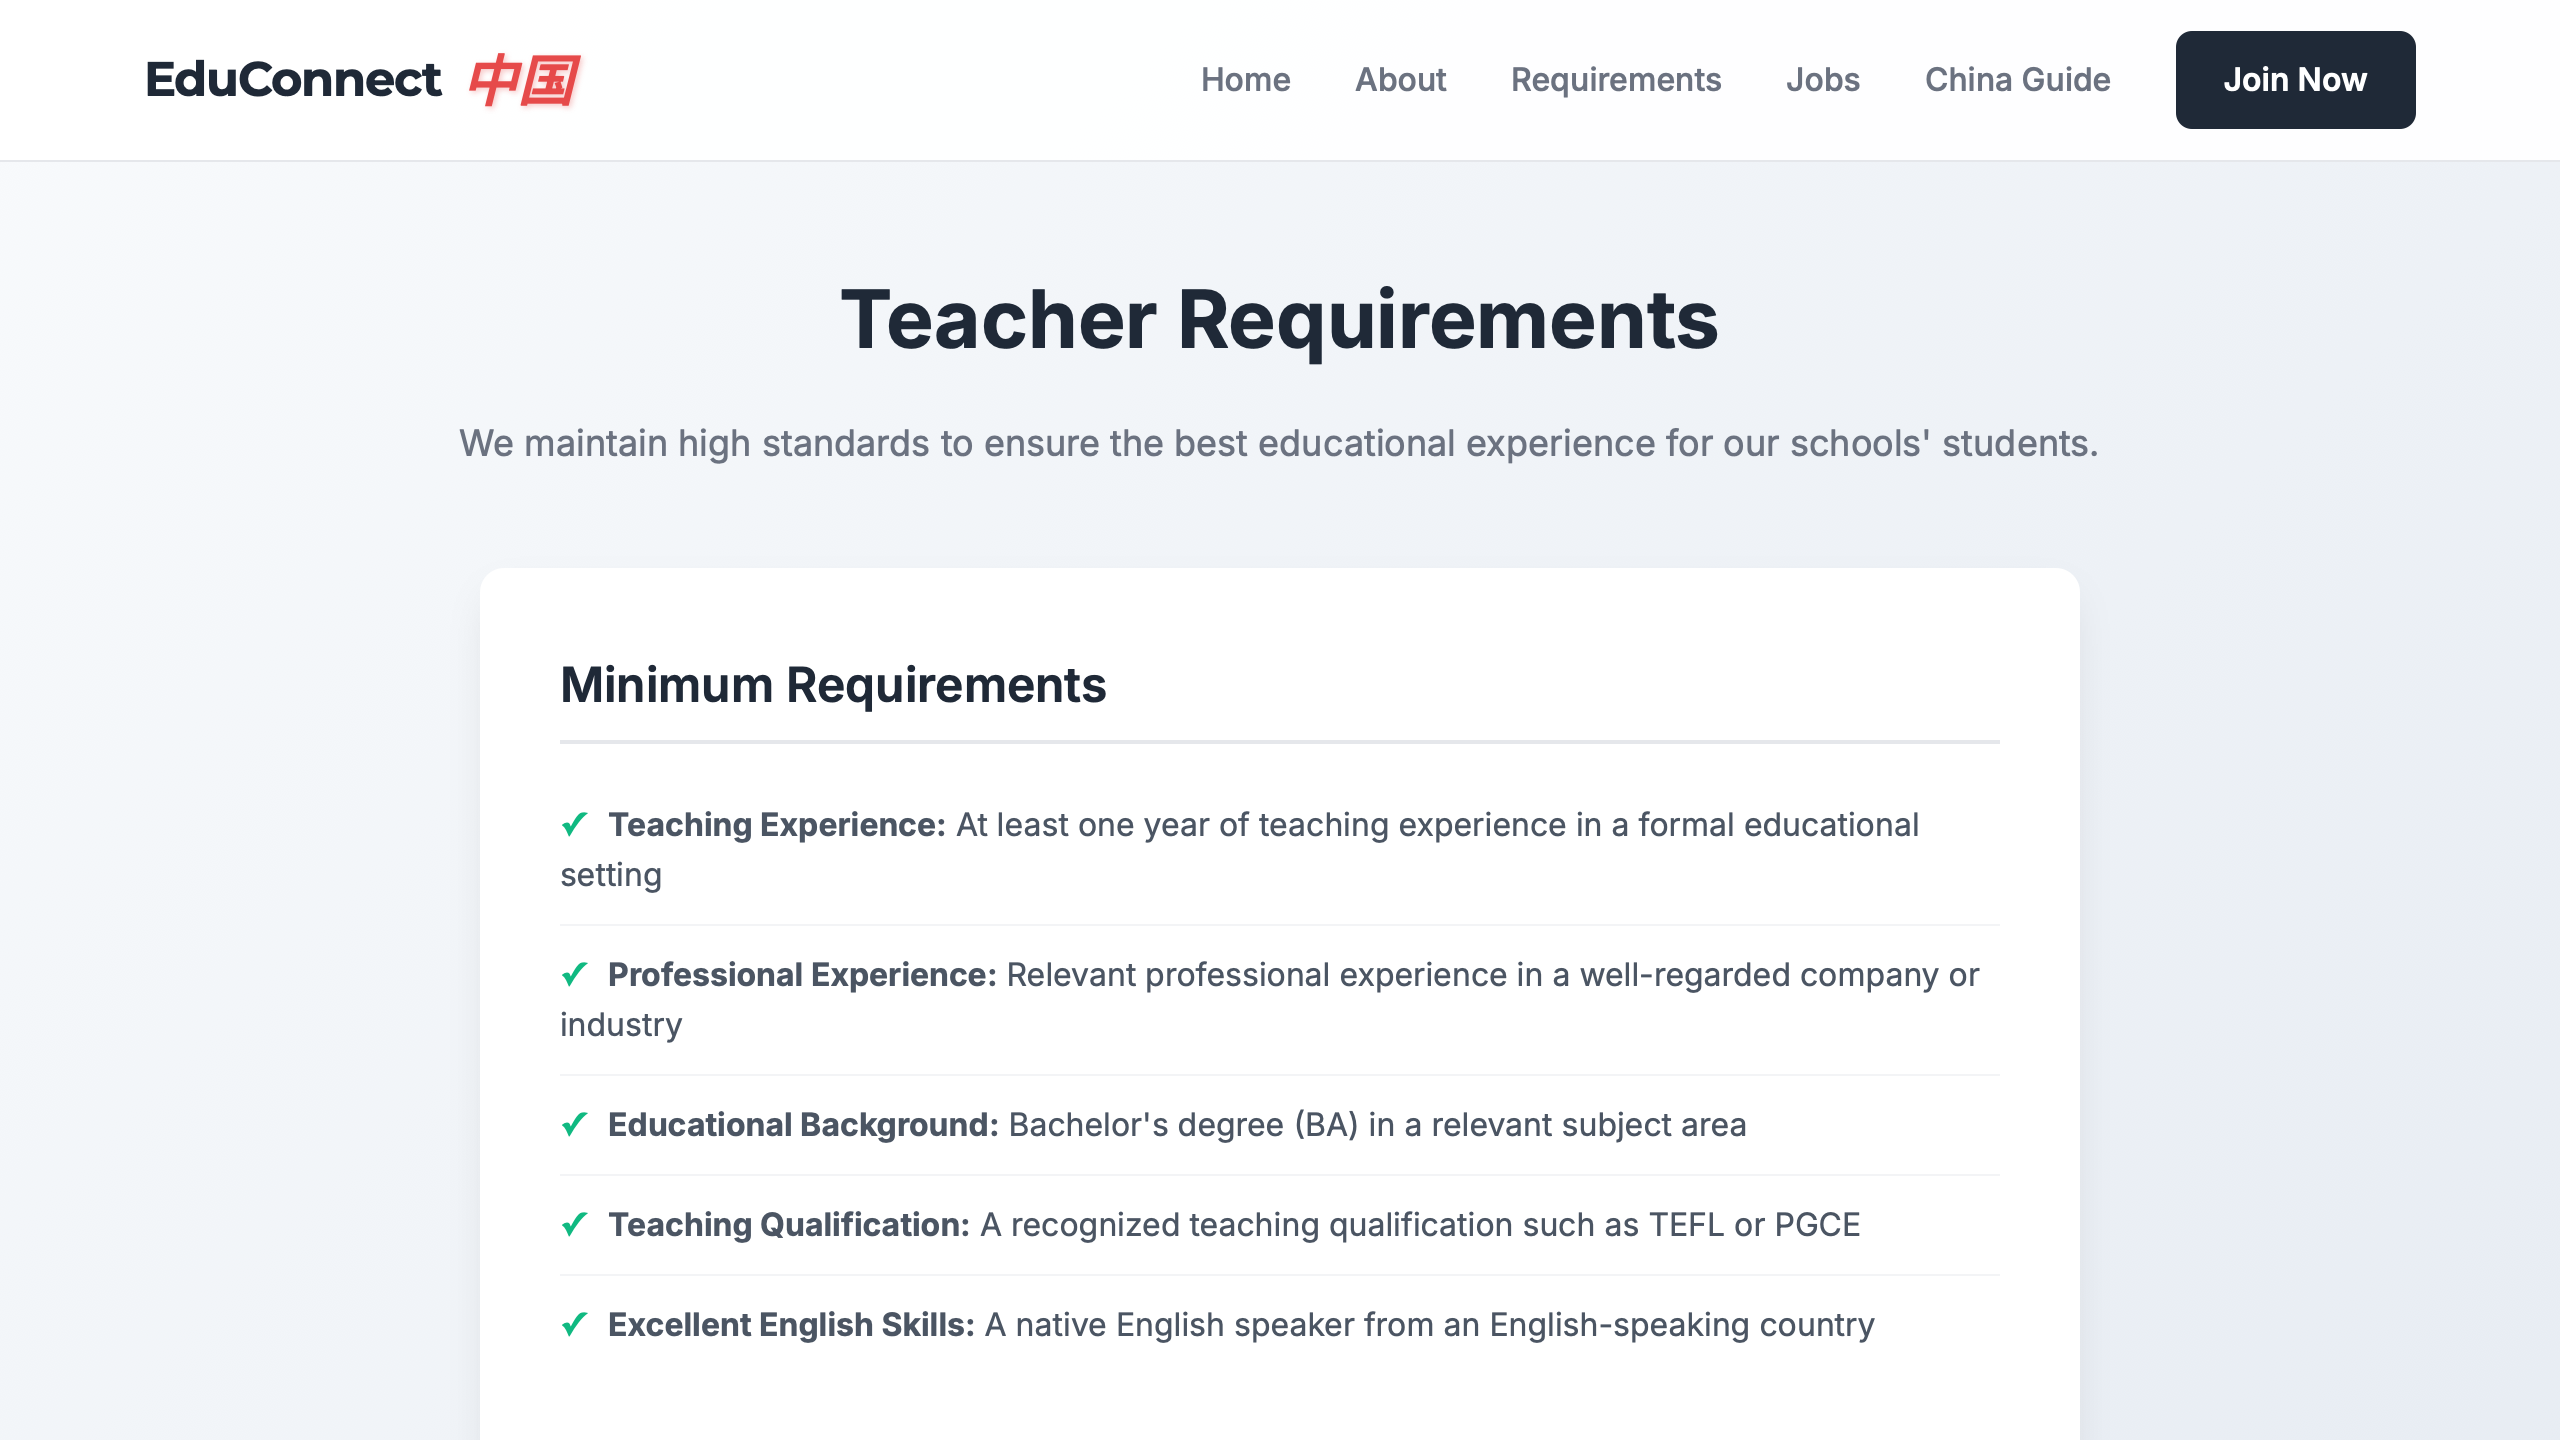 EduConnect 中国
Home
About
Requirements
Jobs
China Guide
Join Now
Teacher Requirements
We maintain high standards to ensure the best educational experience for our schools' students.
Minimum Requirements
✓ Teaching Experience: At least one year of teaching experience in a formal educational
setting
✓ Professional Experience: Relevant professional experience in a well-regarded company or
industry
✓ Educational Background: Bachelor's degree (BA) in a relevant subject area
✓ Teaching Qualification: A recognized teaching qualification such as TEFL or PGCE
✓ Excellent English Skills: A native English speaker from an English-speaking country